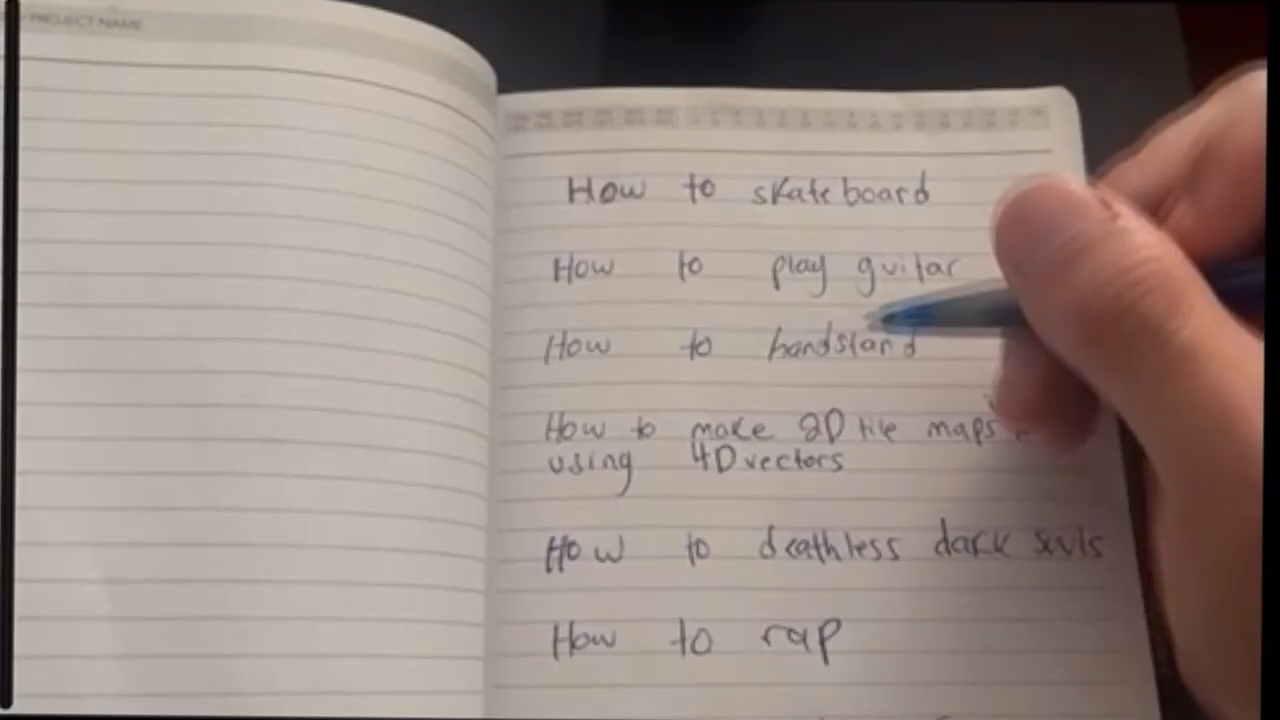 PROJECT NAME
How to skateboard
How to play guitar
How to handstand
How to make 2D tile maps
using 4D vectors
How to deathless dark souls
How to rap